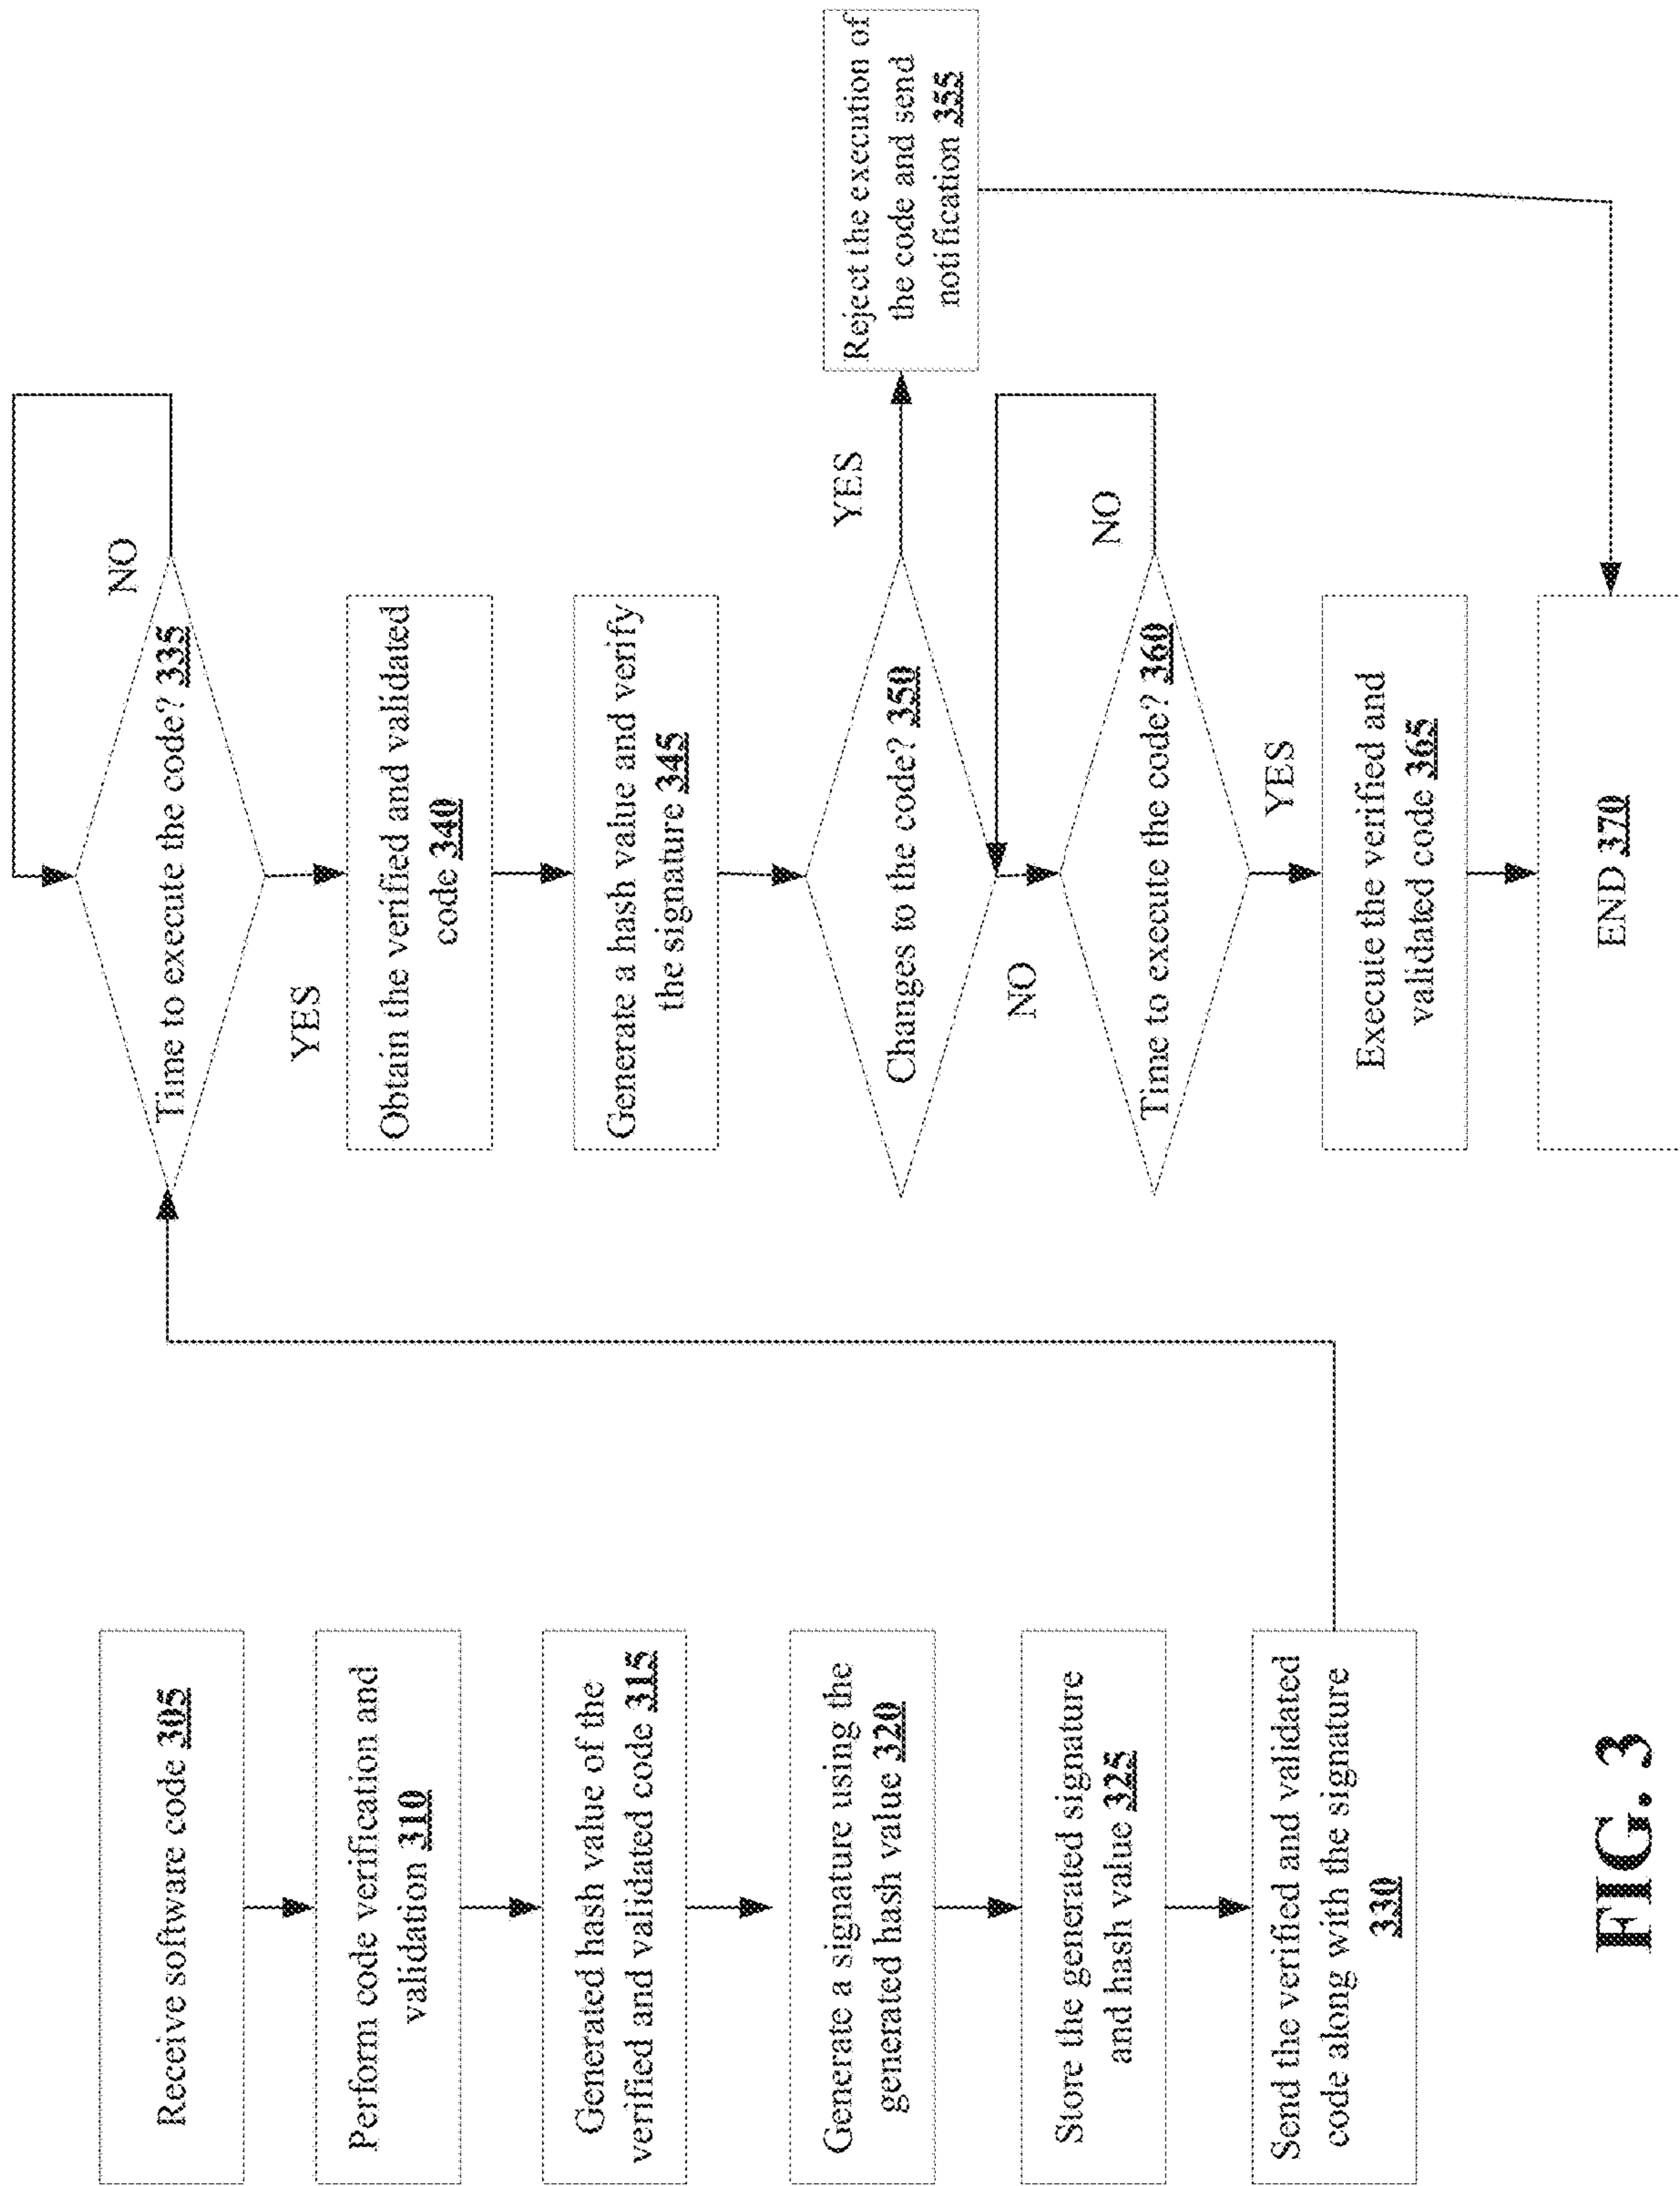 Receive software code 305
Perform code verification and
validation 310
Generated hash value of the
verified and validated code 315
Generate a signature using the
generated hash value 320
Store the generated signature
and hash value 325
Send the verified and validated
code along with the signature
330
Time to execute the code? 335
NO
YES
Obtain the verified and validated
code 340
Generate a hash value and verify
the signature 345
Changes to the code? 350
YES
Reject the execution of
the code and send
notification 355
NO
Time to execute the code? 360
NO
YES
Execute the verified and
validated code 365
END 370
FIG. 3